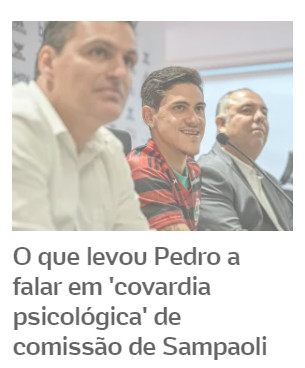 O que levou Pedro a
falar em 'covardia
psicológica' de
comissão de Sampaoli